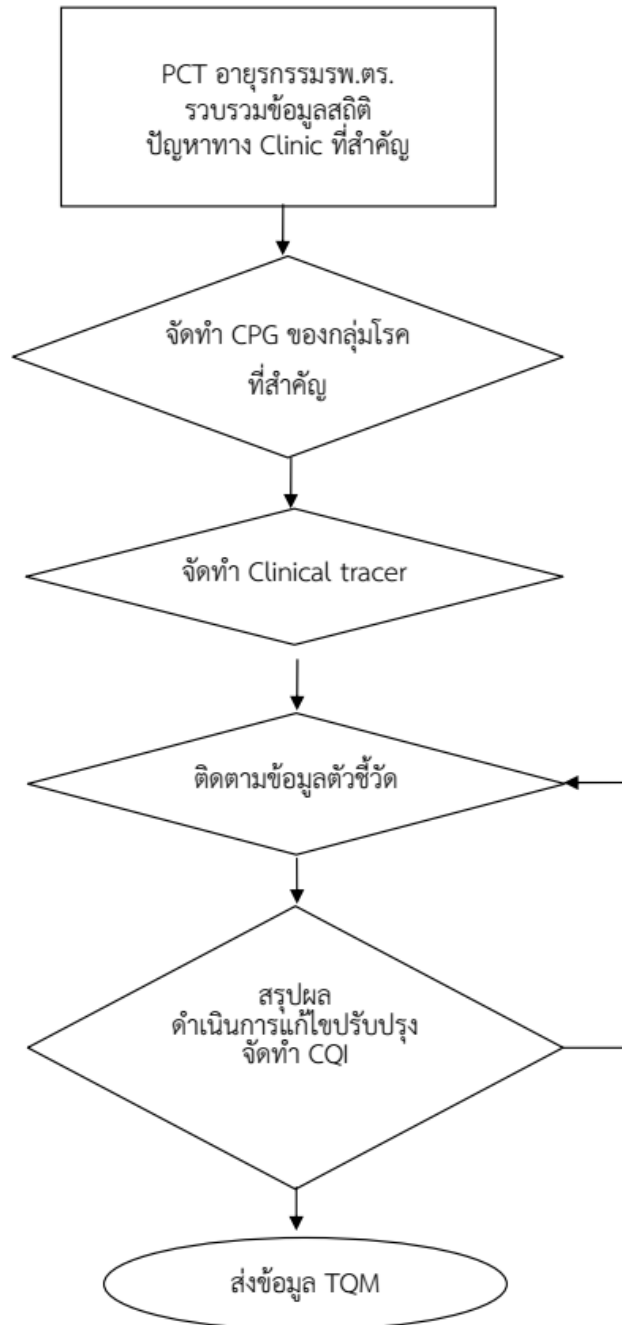 PCT อายุรกรรมรพ.ตร.
รวบรวมข้อมูลสถิติ
ปัญหาทาง Clinic ที่สำคัญ
จัดทำ CPG ของกลุ่มโรค
ที่สำคัญ
จัดทำ Clinical tracer
ติดตามข้อมูลตัวชี้วัด
สรุปผล
ดำเนินการแก้ไขปรับปรุง
จัดทำ CQI
ส่งข้อมูล TQM